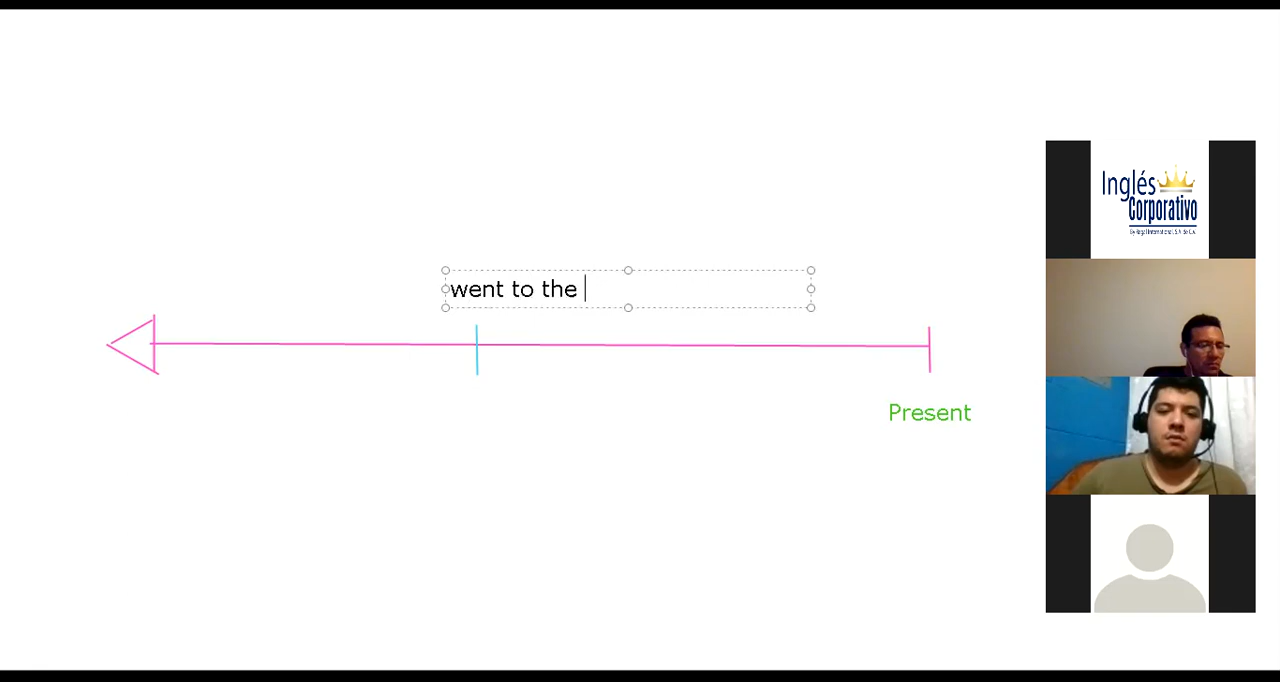 went to the
Present
Inglés
Corporativo